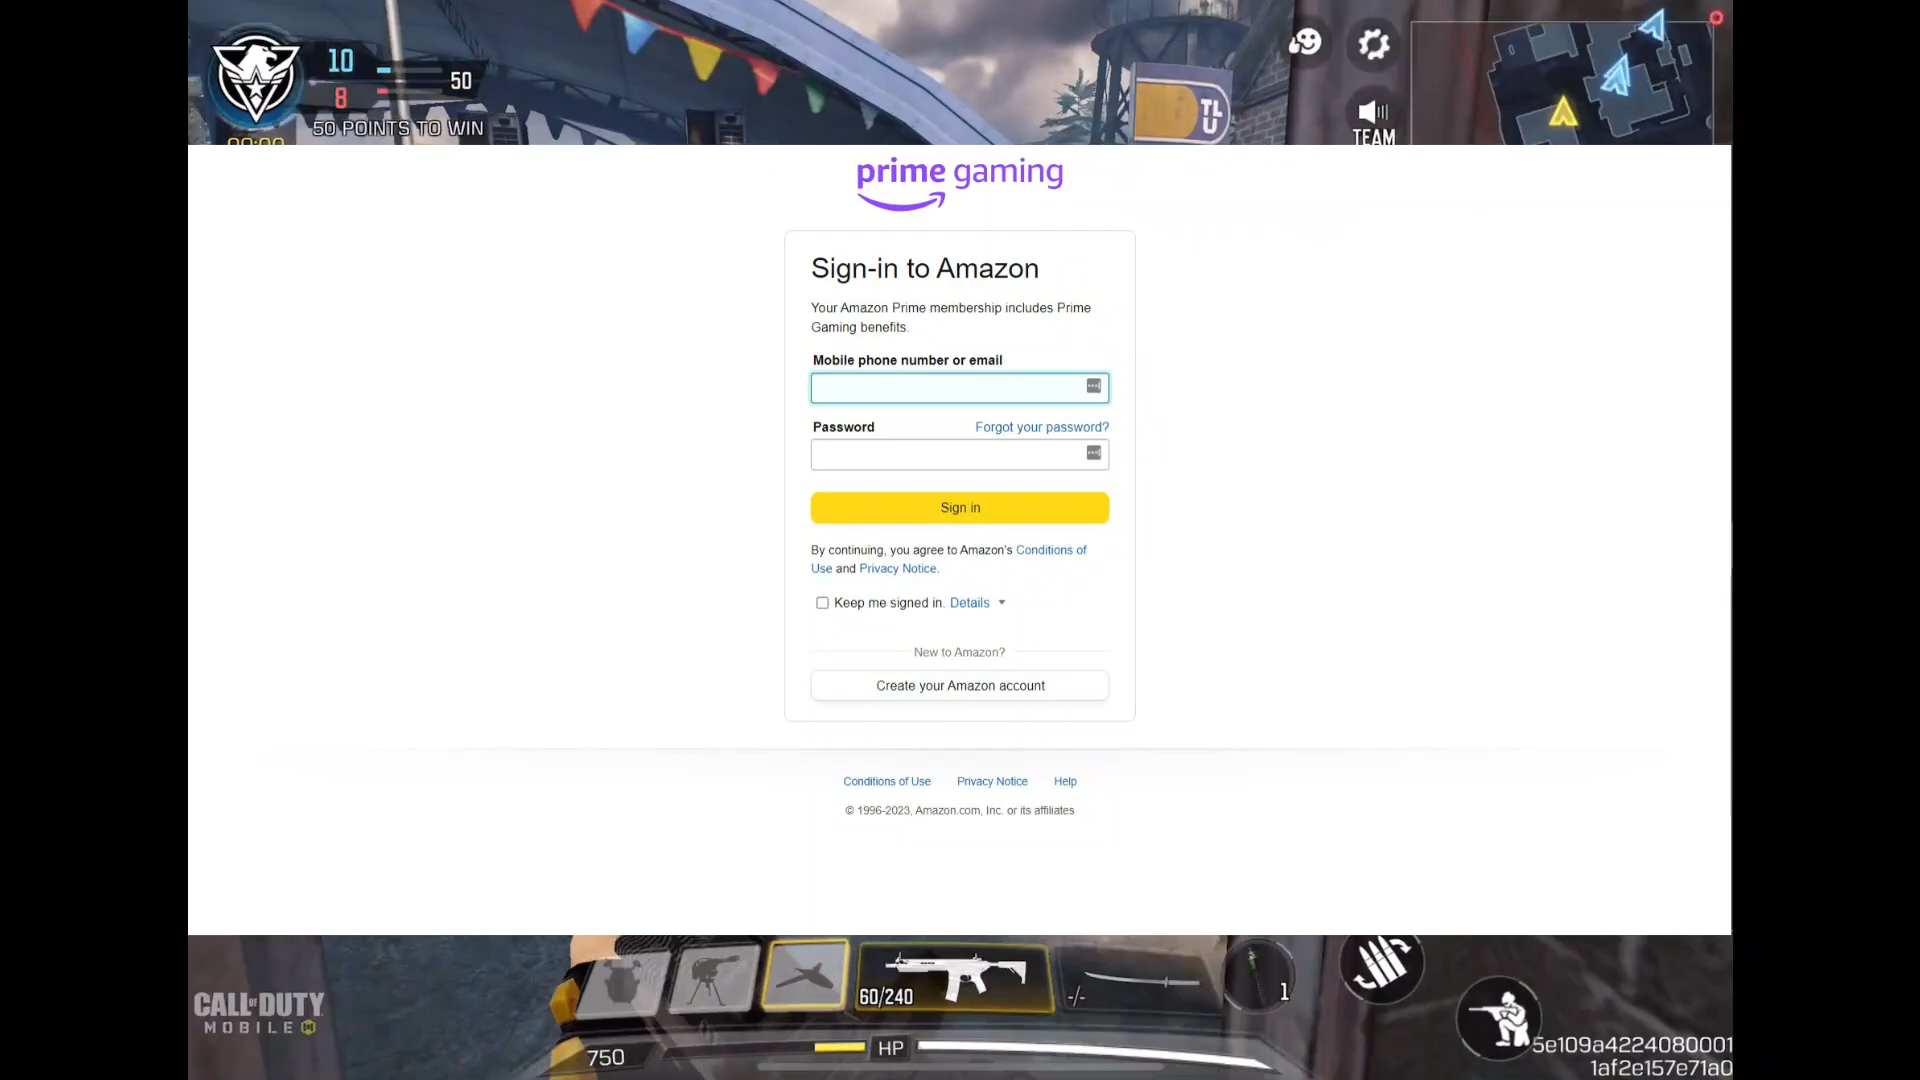 10
8
50
50 POINTS TO WIN
TEAM
prime gaming
Sign-in to Amazon
Your Amazon Prime membership includes Prime
Gaming benefits.
Mobile phone number or email
Password
Forgot your password?
Sign in
By continuing, you agree to Amazon's Conditions of
Use and Privacy Notice.
Keep me signed in. Details
New to Amazon?
Create your Amazon account
Conditions of Use
Privacy Notice
Help
© 1996-2023, Amazon.com, Inc. or its affiliates
60/240
-/-
1
CALL OF DUTY
MOBILE
750
HP
5e109a4224080001
1af2e157e71a0